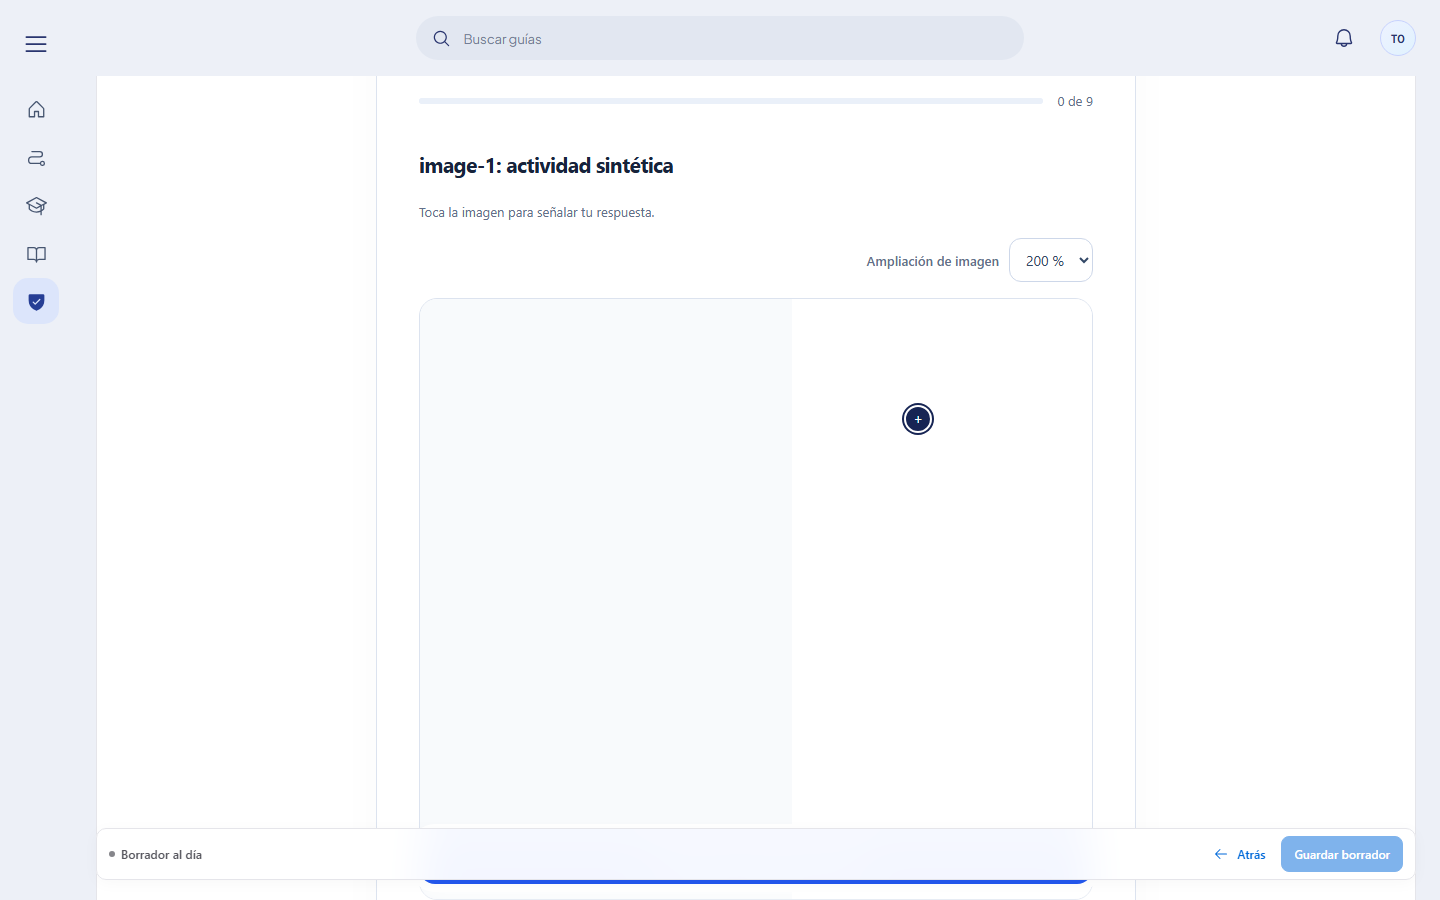 Buscar guías
TO
0 de 9
image-1: actividad sintética
Toca la imagen para señalar tu respuesta.
Ampliación de imagen
200 %
+
Borrador al día
Atrás
Guardar borrador